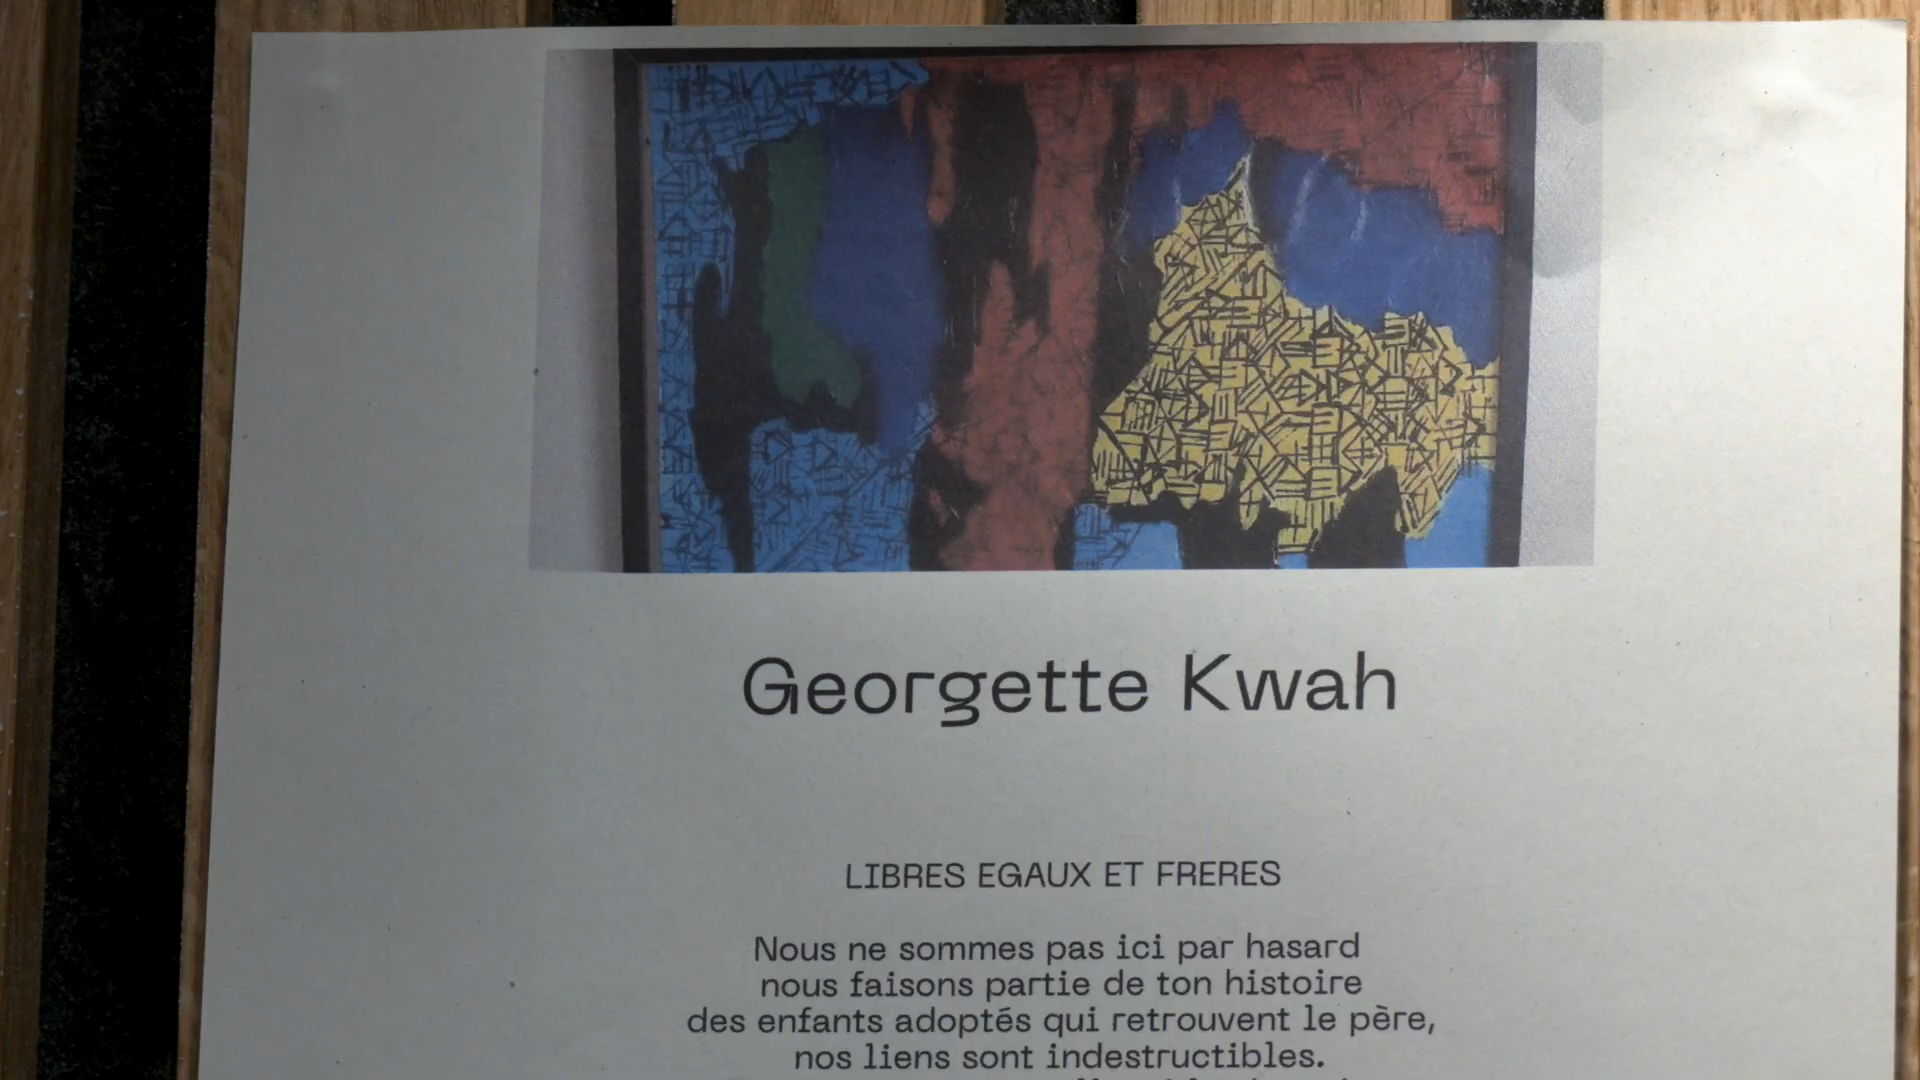 Georgette Kwah
LIBRES EGAUX ET FRERES
Nous ne sommes pas ici par hasard
nous faisons partie de ton histoire
des enfants adoptés qui retrouvent le père,
nos liens sont indestructibles.